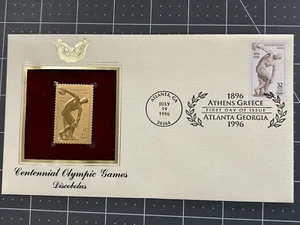 ATLANTA, GA
JULY
19
1996
30304
1896
ATHENS GREECE
FIRST DAY OF ISSUE
ATLANTA GEORGIA
1996
Centennial Olympic Games
Discobolus